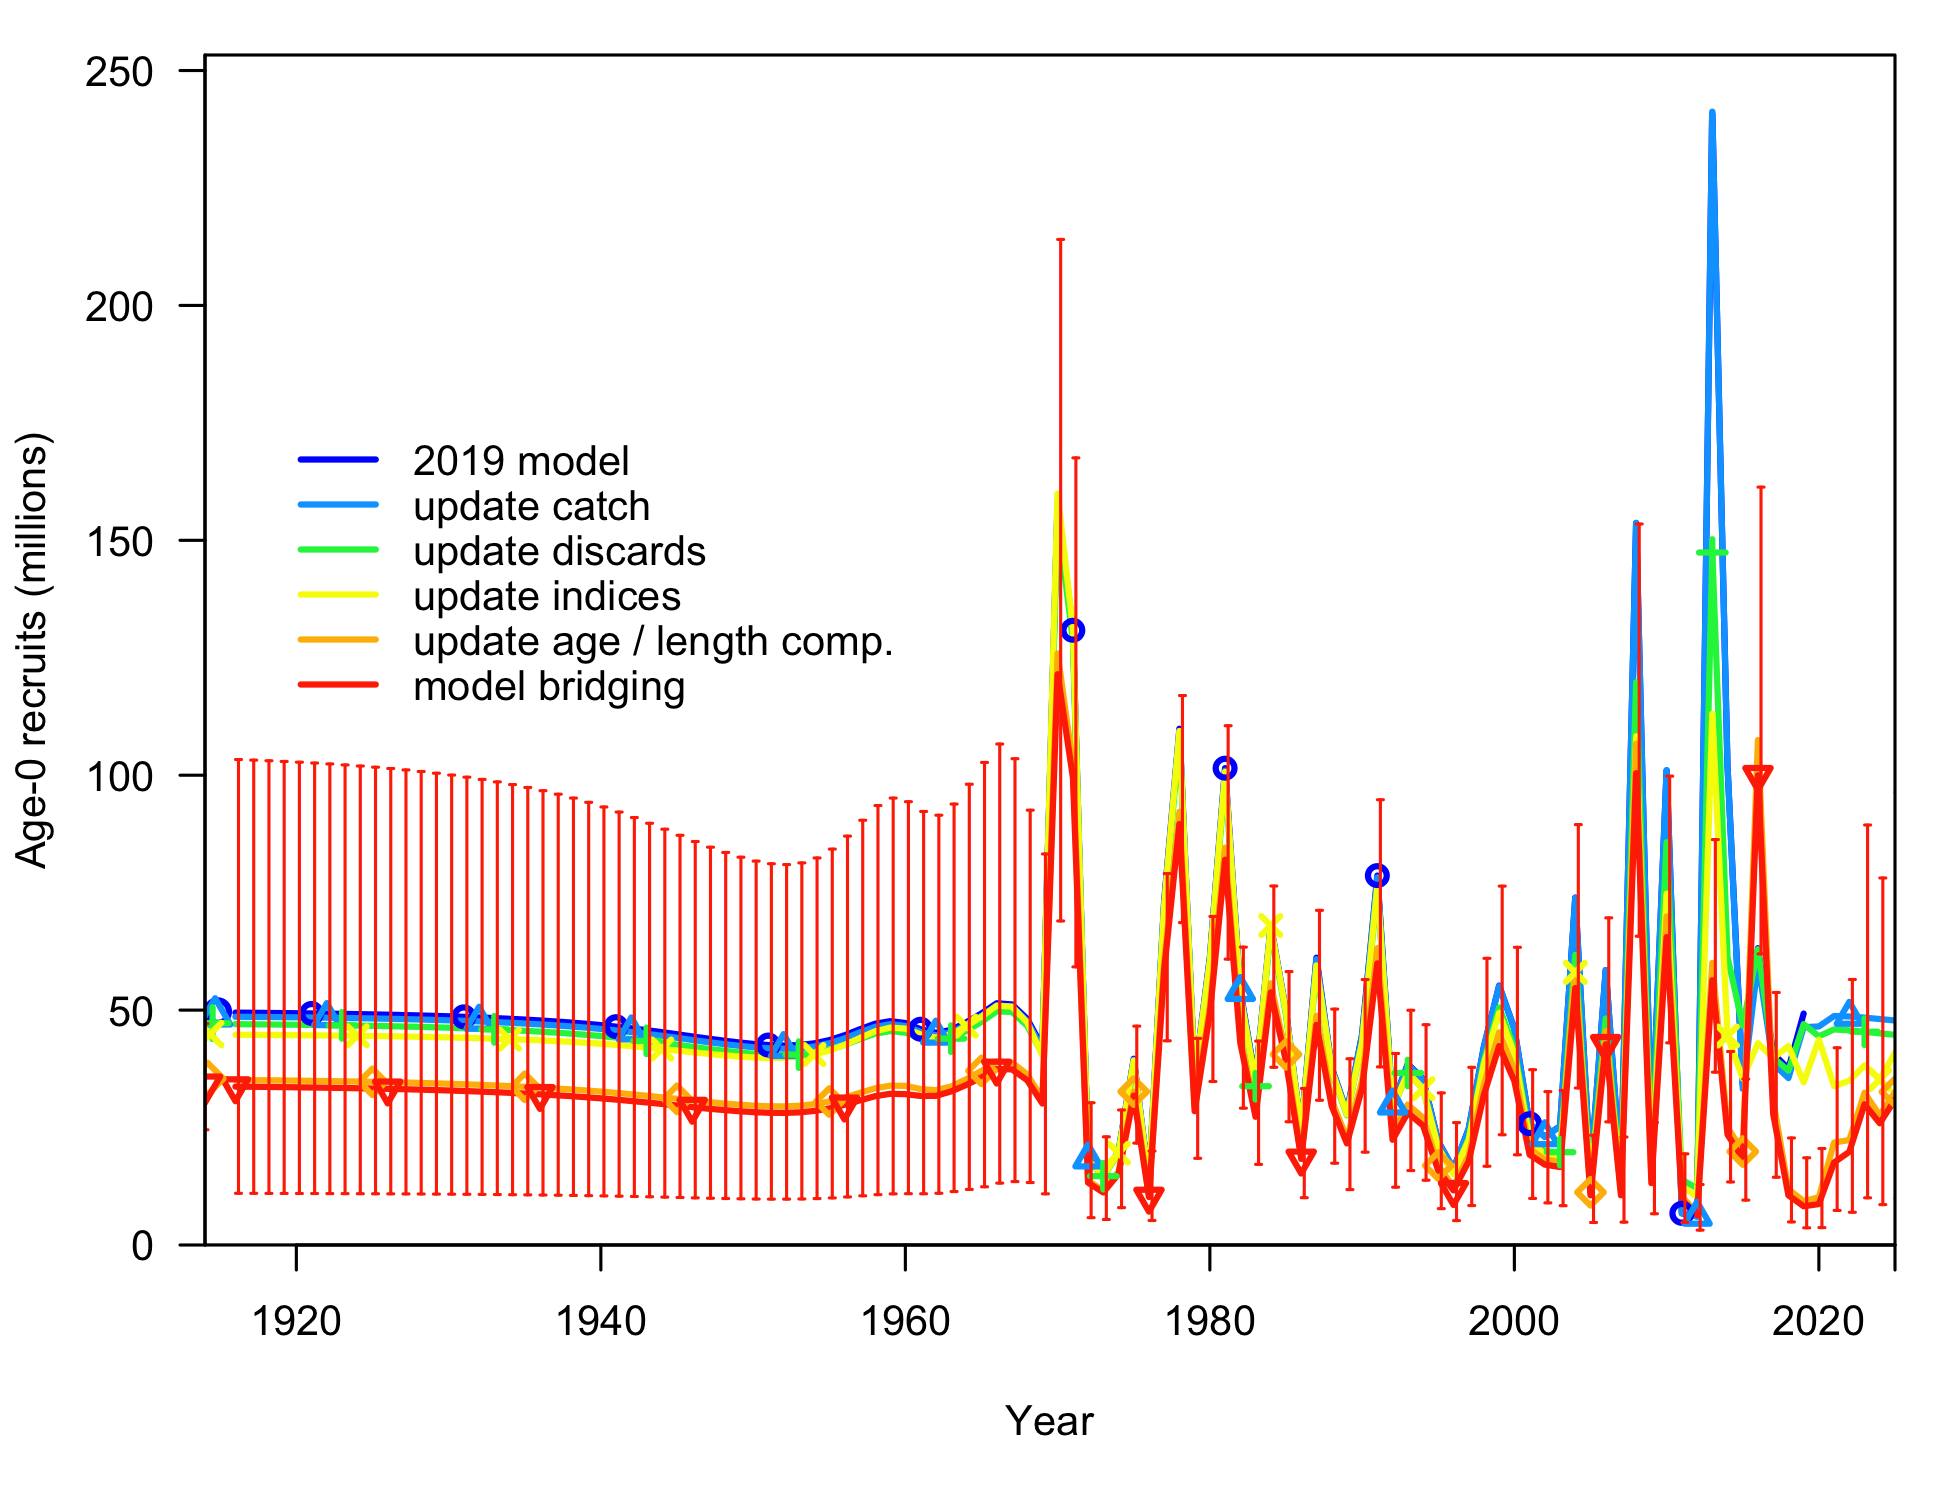 250
200
150
100
50
0
Age-0 recruits (millions)
2019 model
update catch
update discards
update indices
update age / length comp.
model bridging
1920
1940
1960
1980
2000
2020
Year